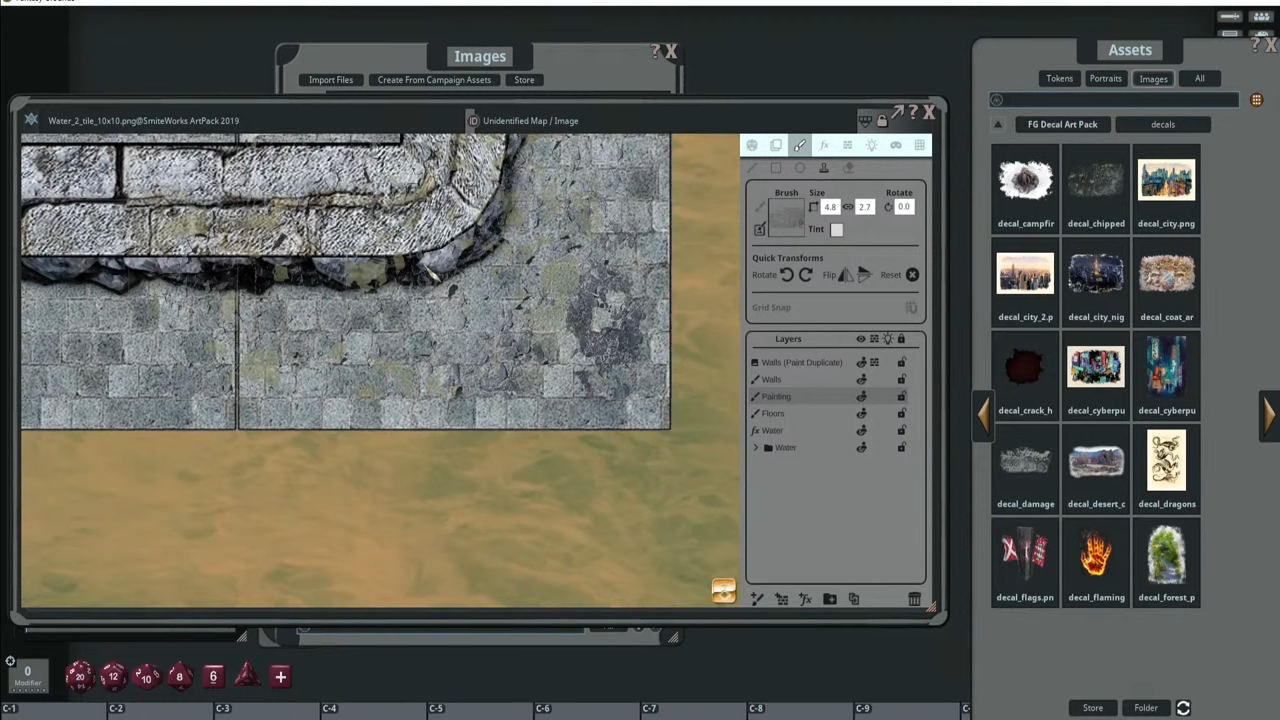 Images
Import Files
Create From Campaign Assets
Store
Water_2_tile_10x10.png@SmiteWorks ArtPack 2019
ID Unidentified Map / Image
Brush
Size
Rotate
4.8
2.7
0.0
Tint
Quick Transforms
Rotate
Flip
Reset
Grid Snap
Layers
Walls (Paint Duplicate)
Walls
Painting
Floors
fx Water
Water
Assets
Tokens
Portraits
Images
All
FG Decal Art Pack
decals
decal_campfir
decal_chipped
decal_city.png
decal_city_2.p
decal_city_nig
decal_coat_ar
decal_crack_h
decal_cyberpu
decal_cyberpu
decal_damage
decal_desert_c
decal_dragons
decal_flags.pn
decal_flaming
decal_forest_p
Store
Folder
0
Modifier
20
12
10
8
6
C-1
C-2
C-3
C-4
C-5
C-6
C-7
C-8
C-9